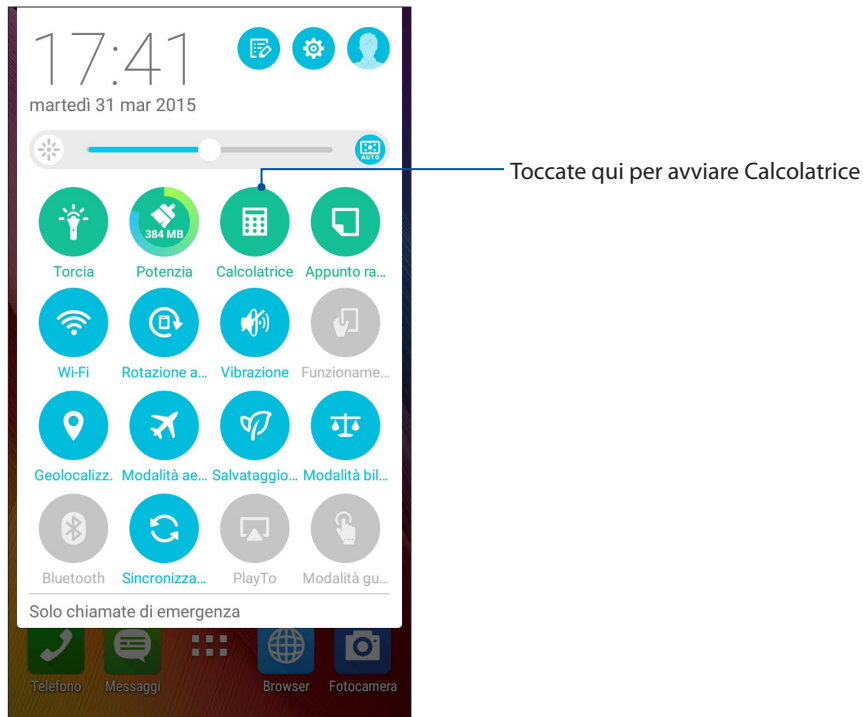 17:41
martedì 31 mar 2015
AUTO
Toccate qui per avviare Calcolatrice
384 MB
Torcia Potenzia Calcolatrice Appunto ra...
Wi-Fi Rotazione a... Vibrazione Funzioname...
Geolocalizz. Modalità ae... Salvataggio... Modalità bil...
Bluetooth Sincronizza... PlayTo Modalità gu...
Solo chiamate di emergenza
Telefono Messaggi Browser Fotocamera